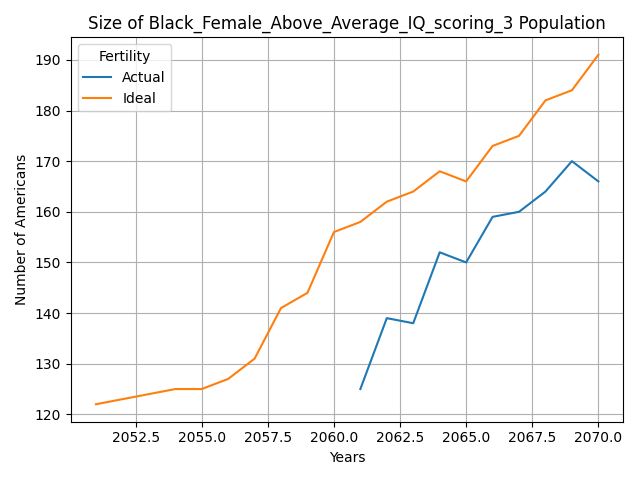 Size of Black_Female_Above_Average_IQ_scoring_3 Population
Fertility
Actual
Ideal
Number of Americans
190
180
170
160
150
140
130
120
2052.5 2055.0 2057.5 2060.0 2062.5 2065.0 2067.5 2070.0
Years